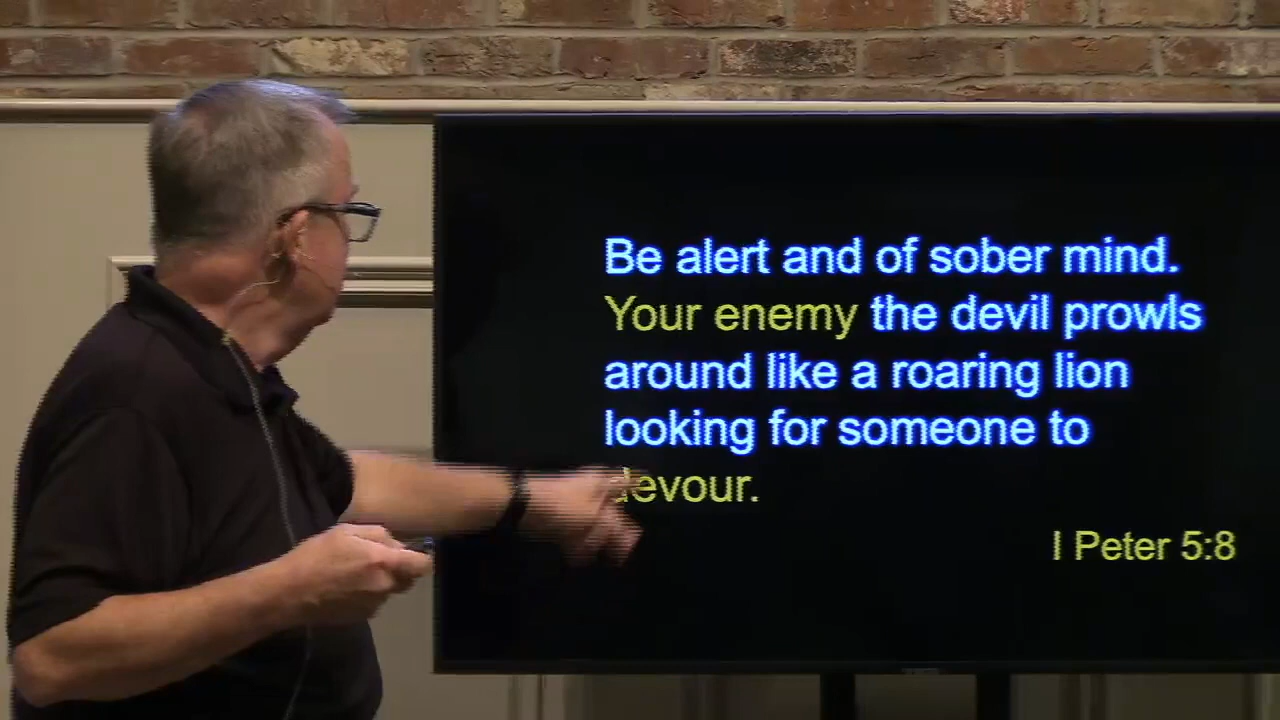 Be alert and of sober mind.
Your enemy the devil prowls
around like a roaring lion
looking for someone to
devour.
I Peter 5:8